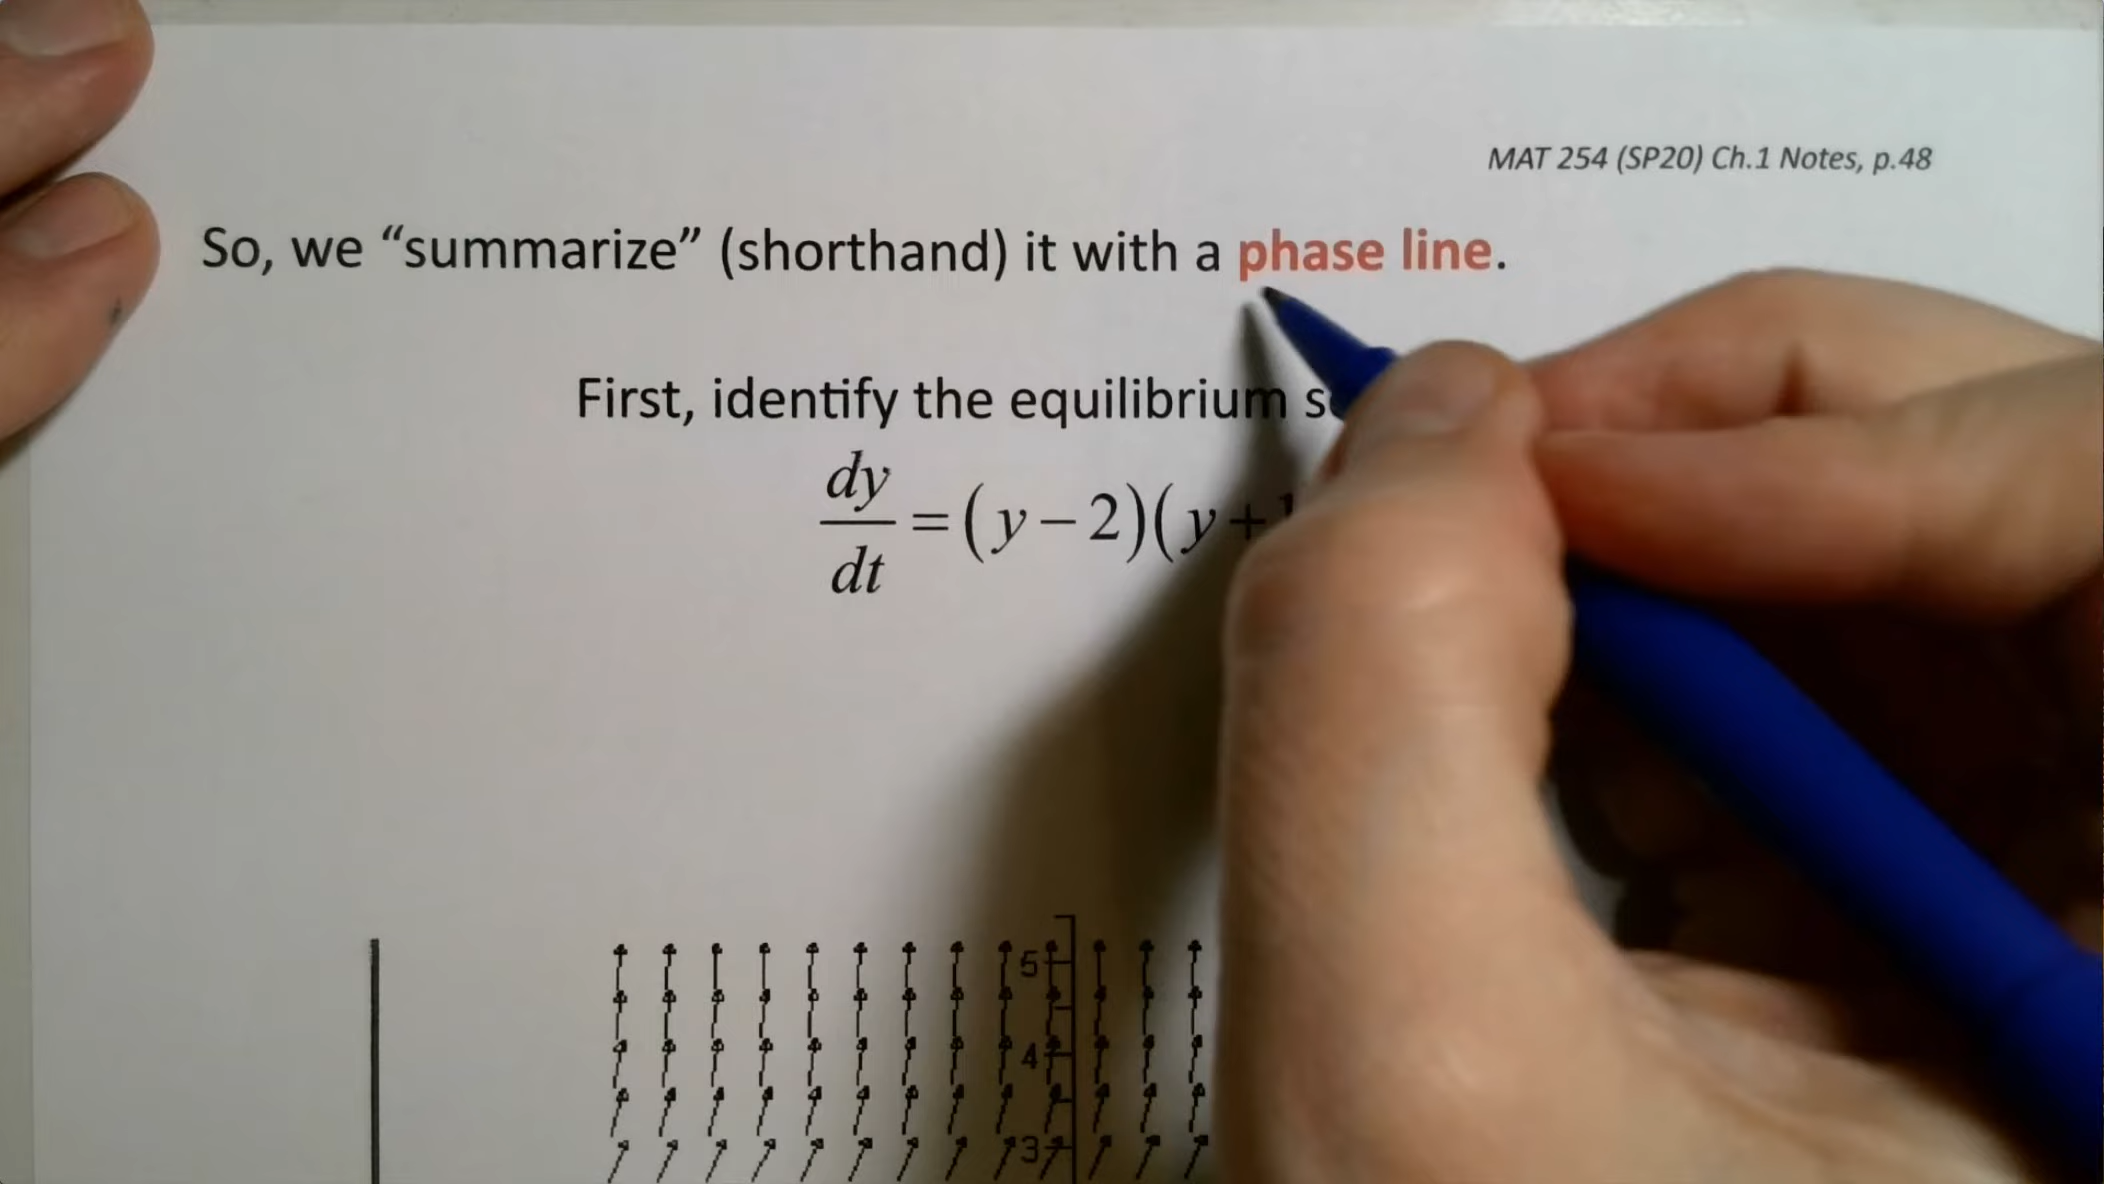 MAT 254 (SP20) Ch.1 Notes, p.48
So, we “summarize” (shorthand) it with a phase line.
First, identify the equilibrium
dy/dt = (y − 2)(y +
5
4
3